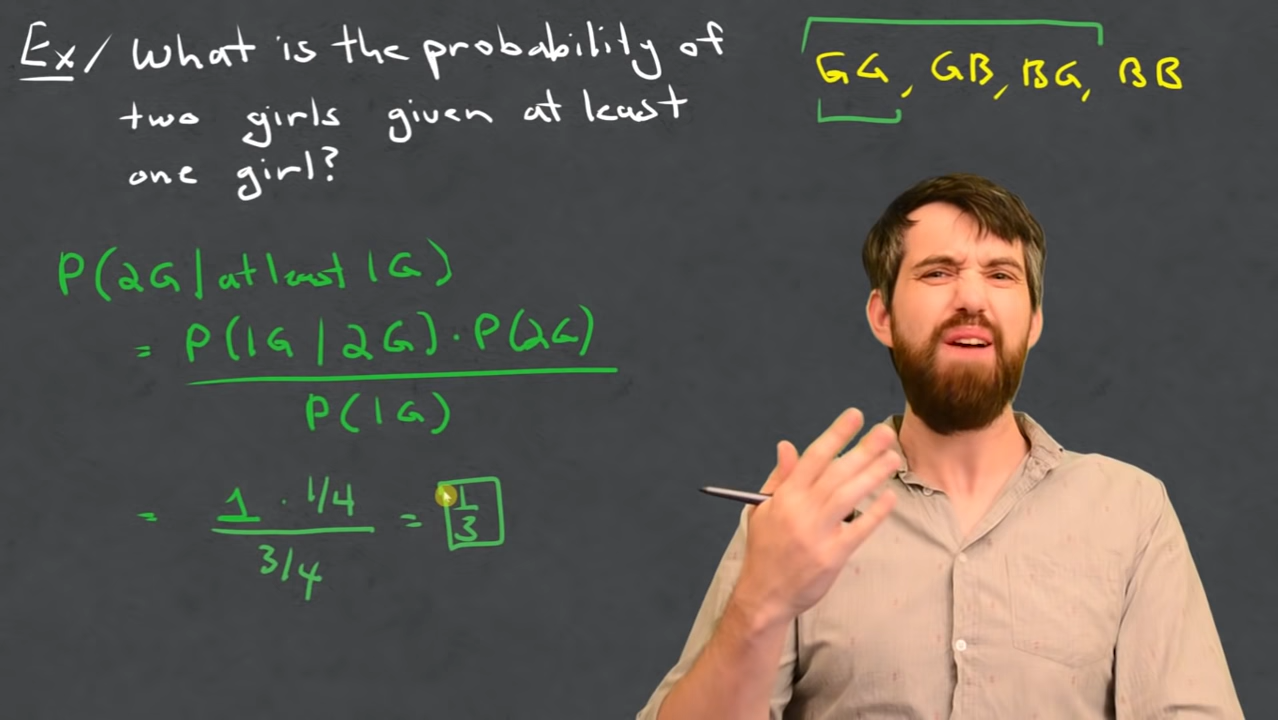 Ex/ What is the probability of
two girls given at least
one girl?
GG, GB, BG, BB
P(2G | at least 1G)
= P(1G | 2G) · P(2G)
P(1G)
= 1 · 1/4 = 1
3/4 3